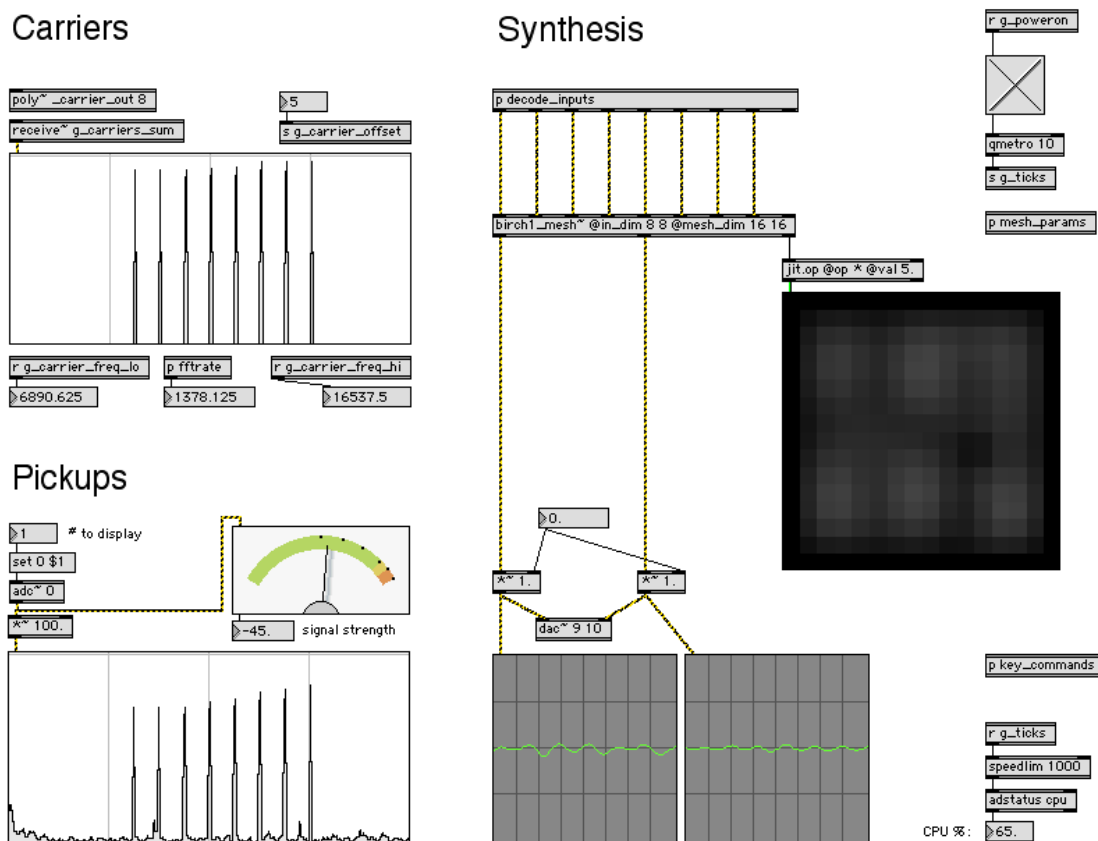 Carriers
poly~ _carrier_out 8
receive~ g_carriers_sum
5
s g_carrier_offset
r g_carrier_freq_lo
p fftrate
r g_carrier_freq_hi
6890.625
1378.125
16537.5
Pickups
1
# to display
set 0 $1
adc~ 0
*~ 100.
-45.
signal strength
Synthesis
p decode_inputs
birch1_mesh~ @in_dim 8 8 @mesh_dim 16 16
jit.op @op * @val 5.
0.
*~ 1.
*~ 1.
dac~ 9 10
r g_poweron
qmetro 10
s g_ticks
p mesh_params
p key_commands
r g_ticks
speedlim 1000
adstatus cpu
CPU %: 65.